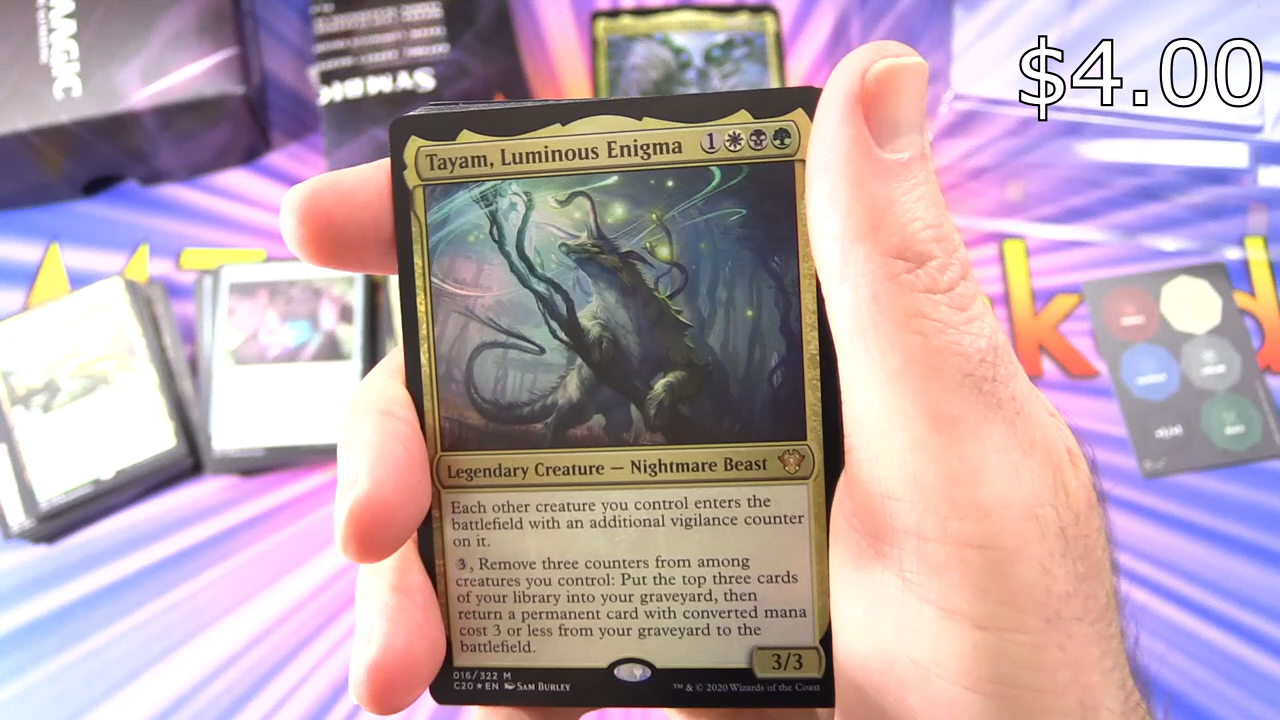 $4.00
MAGIC
Tayam, Luminous Enigma 1
Legendary Creature — Nightmare Beast
Each other creature you control enters the
battlefield with an additional vigilance counter
on it.
3, Remove three counters from among
creatures you control: Put the top three cards
of your library into your graveyard, then
return a permanent card with converted mana
cost 3 or less from your graveyard to the
battlefield.
3/3
016/322 M
C20 ★ EN Sam Burley
™ & © 2020 Wizards of the Coast